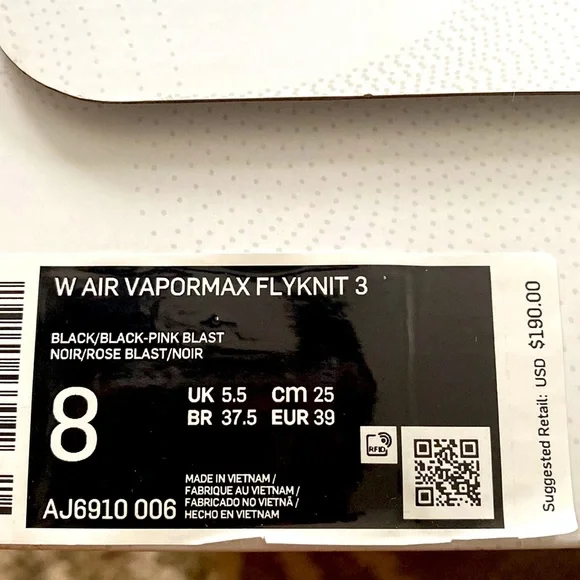 W AIR VAPORMAX FLYKNIT 3
BLACK/BLACK-PINK BLAST
NOIR/ROSE BLAST/NOIR
8
UK 5.5 cm 25
BR 37.5 EUR 39
RFID
AJ6910 006
MADE IN VIETNAM /
FABRIQUE AU VIETNAM /
FABRICADO NO VIETNÃ /
HECHO EN VIETNAM
Suggested Retail: USD $190.00